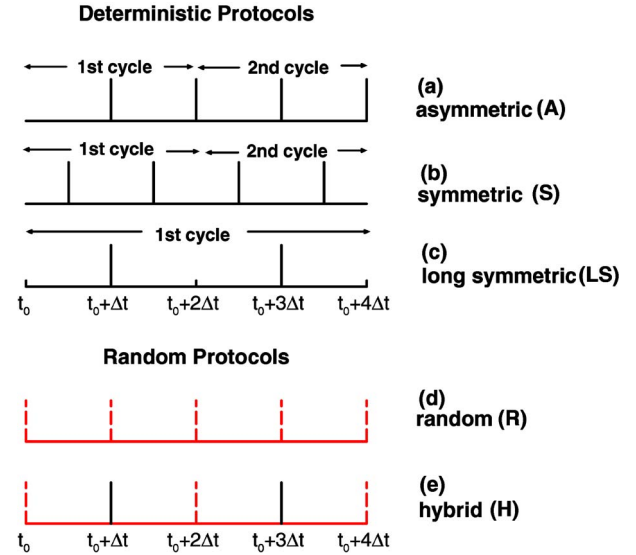 Deterministic Protocols
1st cycle 2nd cycle
(a)
asymmetric (A)
1st cycle 2nd cycle
(b)
symmetric (S)
1st cycle
(c)
long symmetric(LS)
t₀ t₀+Δt t₀+2Δt t₀+3Δt t₀+4Δt
Random Protocols
(d)
random (R)
(e)
hybrid (H)
t₀ t₀+Δt t₀+2Δt t₀+3Δt t₀+4Δt